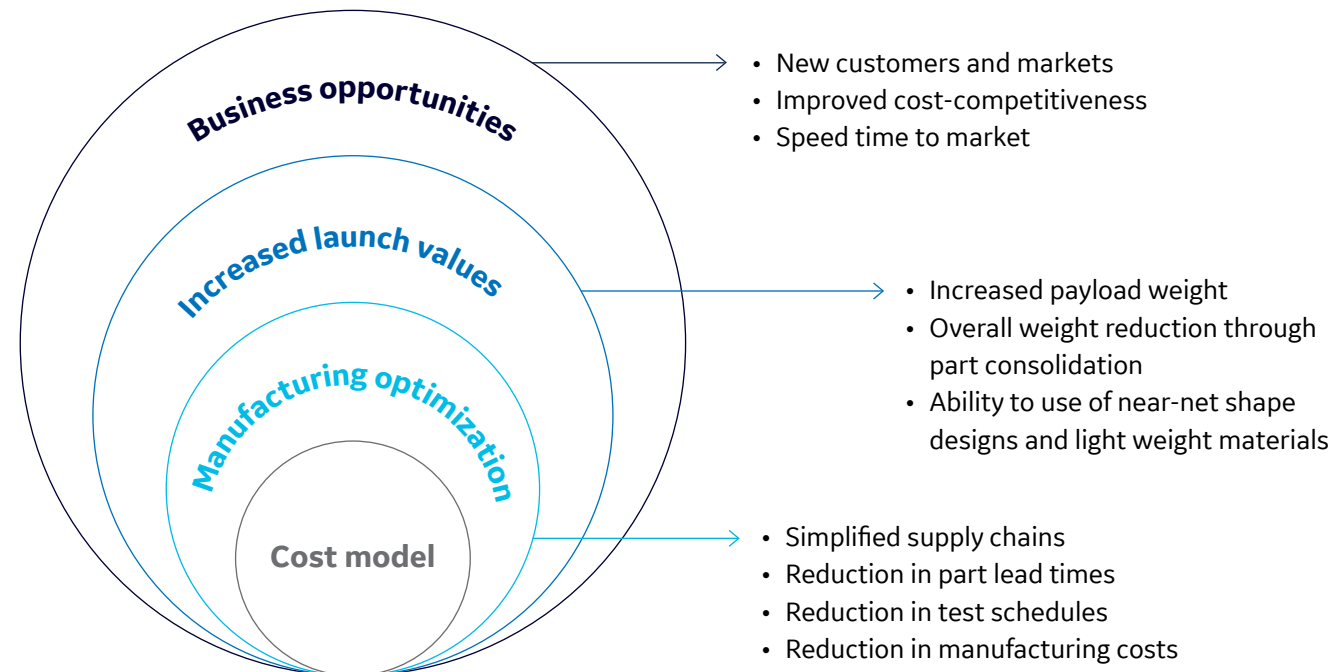 Business opportunities
• New customers and markets
• Improved cost-competitiveness
• Speed time to market
Increased launch values
• Increased payload weight
• Overall weight reduction through
part consolidation
• Ability to use of near-net shape
designs and light weight materials
Manufacturing optimization
• Simplified supply chains
• Reduction in part lead times
• Reduction in test schedules
• Reduction in manufacturing costs
Cost model